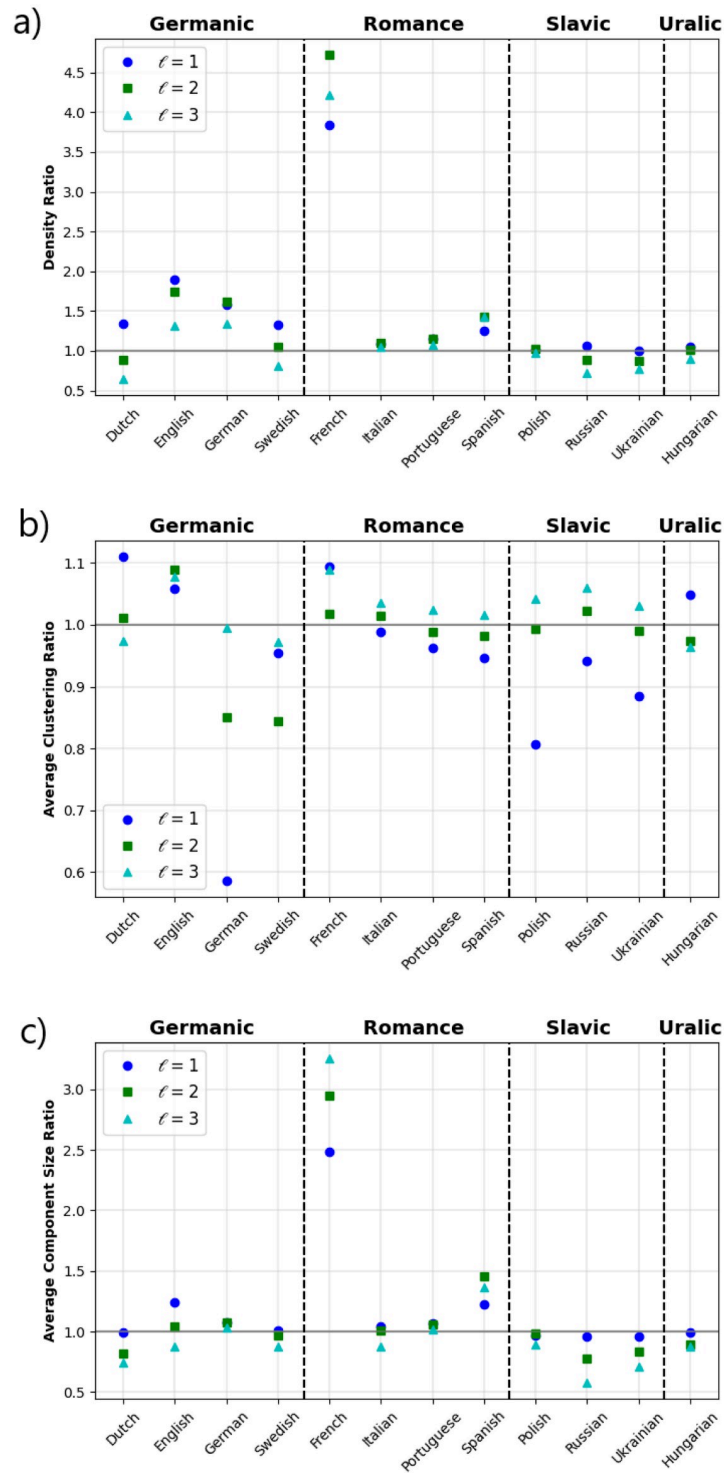 a)
Germanic Romance Slavic Uralic
ℓ = 1
ℓ = 2
ℓ = 3
Density Ratio
4.5
4.0
3.5
3.0
2.5
2.0
1.5
1.0
0.5
Dutch English German Swedish French Italian Portuguese Spanish Polish Russian Ukrainian Hungarian
b)
Germanic Romance Slavic Uralic
Average Clustering Ratio
1.1
1.0
0.9
0.8
0.7
0.6
ℓ = 1
ℓ = 2
ℓ = 3
Dutch English German Swedish French Italian Portuguese Spanish Polish Russian Ukrainian Hungarian
c)
Germanic Romance Slavic Uralic
ℓ = 1
ℓ = 2
ℓ = 3
Average Component Size Ratio
3.0
2.5
2.0
1.5
1.0
0.5
Dutch English German Swedish French Italian Portuguese Spanish Polish Russian Ukrainian Hungarian